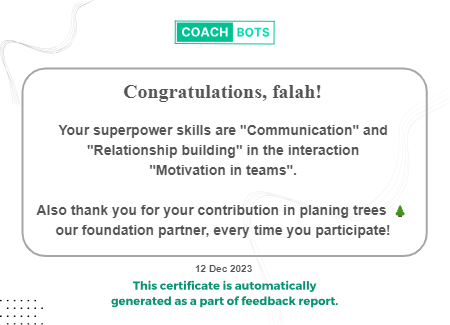 COACH BOTS
Congratulations, falah!
Your superpower skills are "Communication" and
"Relationship building" in the interaction
"Motivation in teams".
Also thank you for your contribution in planing trees 🌲
our foundation partner, every time you participate!
12 Dec 2023
This certificate is automatically
generated as a part of feedback report.